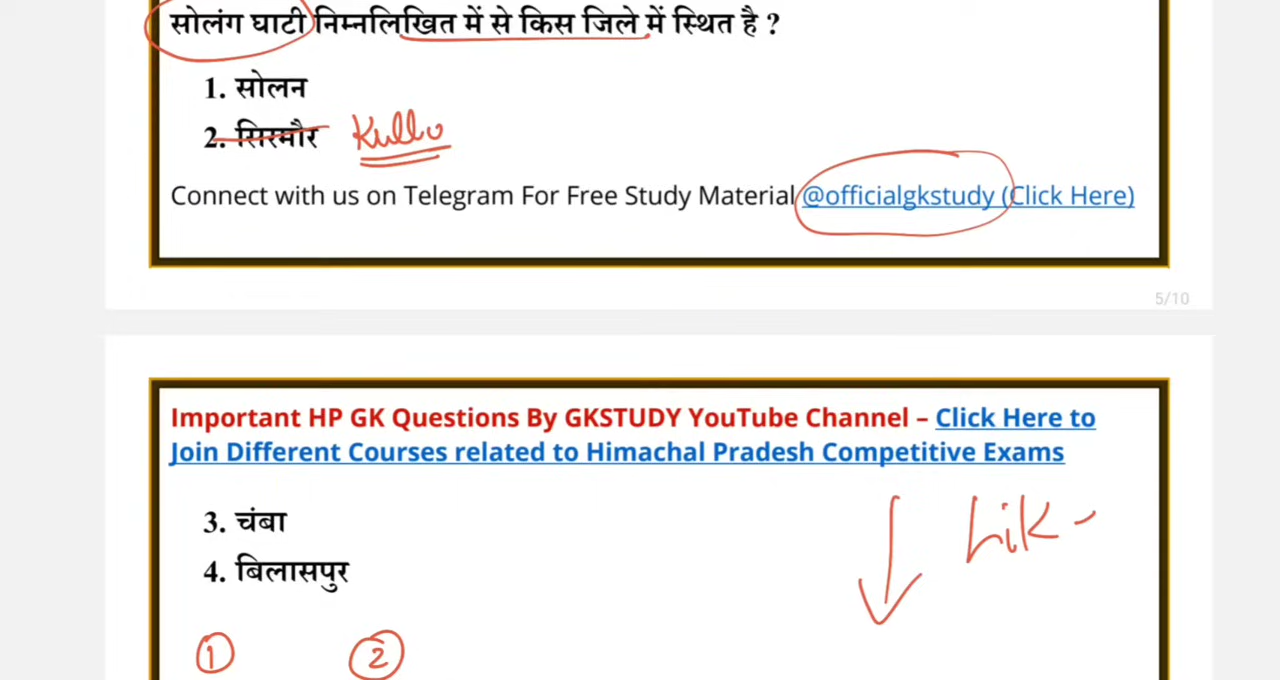 सोलंग घाटी निम्नलिखित में से किस जिले में स्थित है ?
1. सोलन
2. सिरमौर Kullu
Connect with us on Telegram For Free Study Material @officialgkstudy (Click Here)
5/10
Important HP GK Questions By GKSTUDY YouTube Channel – Click Here to
Join Different Courses related to Himachal Pradesh Competitive Exams
3. चंबा
Lik
4. बिलासपुर
1 2